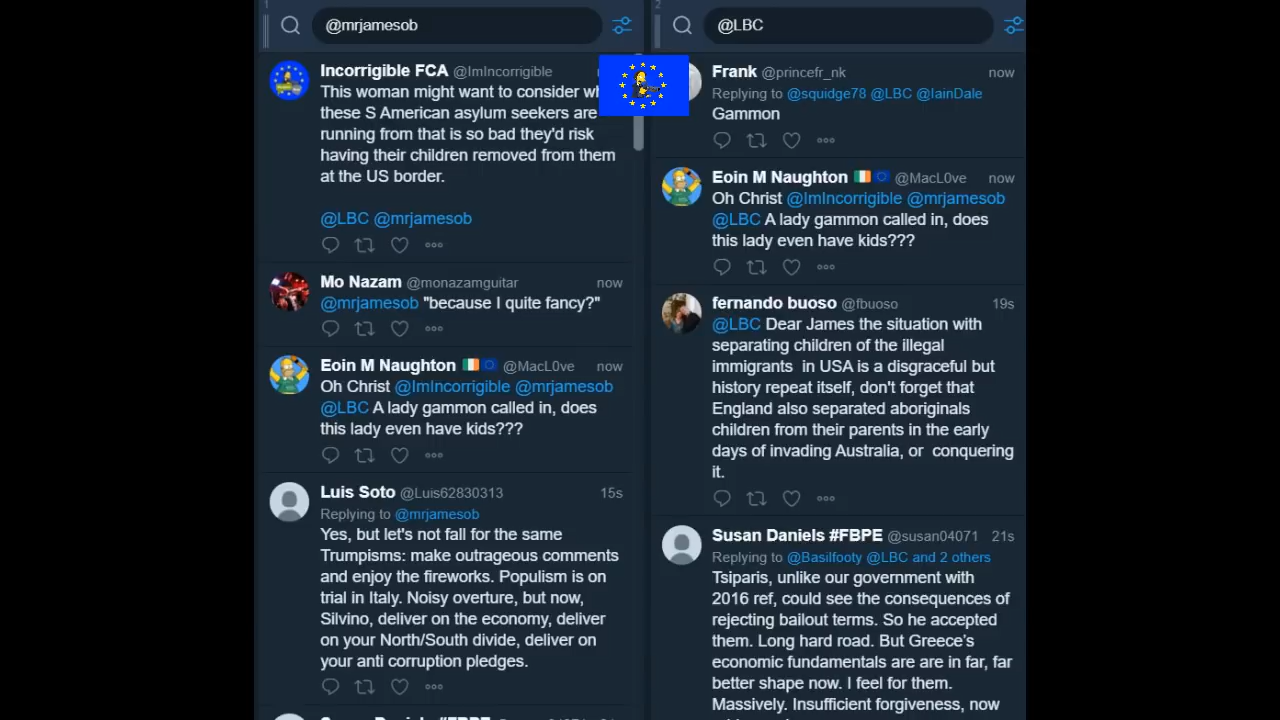 1
@mrjamesob
Incorrigible FCA @ImIncorrigible
This woman might want to consider
these S American asylum seekers are
running from that is so bad they'd risk
having their children removed from them
at the US border.
@LBC @mrjamesob
Mo Nazam @monazamguitar now
@mrjamesob "because I quite fancy?"
Eoin M Naughton @MacL0ve now
Oh Christ @ImIncorrigible @mrjamesob
@LBC A lady gammon called in, does
this lady even have kids???
Luis Soto @Luis62830313 15s
Replying to @mrjamesob
Yes, but let's not fall for the same
Trumpisms: make outrageous comments
and enjoy the fireworks. Populism is on
trial in Italy. Noisy overture, but now,
Silvino, deliver on the economy, deliver
on your North/South divide, deliver on
your anti corruption pledges.
2
@LBC
Frank @princefr_nk now
Replying to @squidge78 @LBC @IainDale
Gammon
Eoin M Naughton @MacL0ve now
Oh Christ @ImIncorrigible @mrjamesob
@LBC A lady gammon called in, does
this lady even have kids???
fernando buoso @fbuoso 19s
@LBC Dear James the situation with
separating children of the illegal
immigrants in USA is a disgraceful but
history repeat itself, don't forget that
England also separated aboriginals
children from their parents in the early
days of invading Australia, or conquering
it.
Susan Daniels #FBPE @susan04071 21s
Replying to @Basilfooty @LBC and 2 others
Tsiparis, unlike our government with
2016 ref, could see the consequences of
rejecting bailout terms. So he accepted
them. Long hard road. But Greece's
economic fundamentals are are in far, far
better shape now. I feel for them.
Massively. Insufficient forgiveness, now